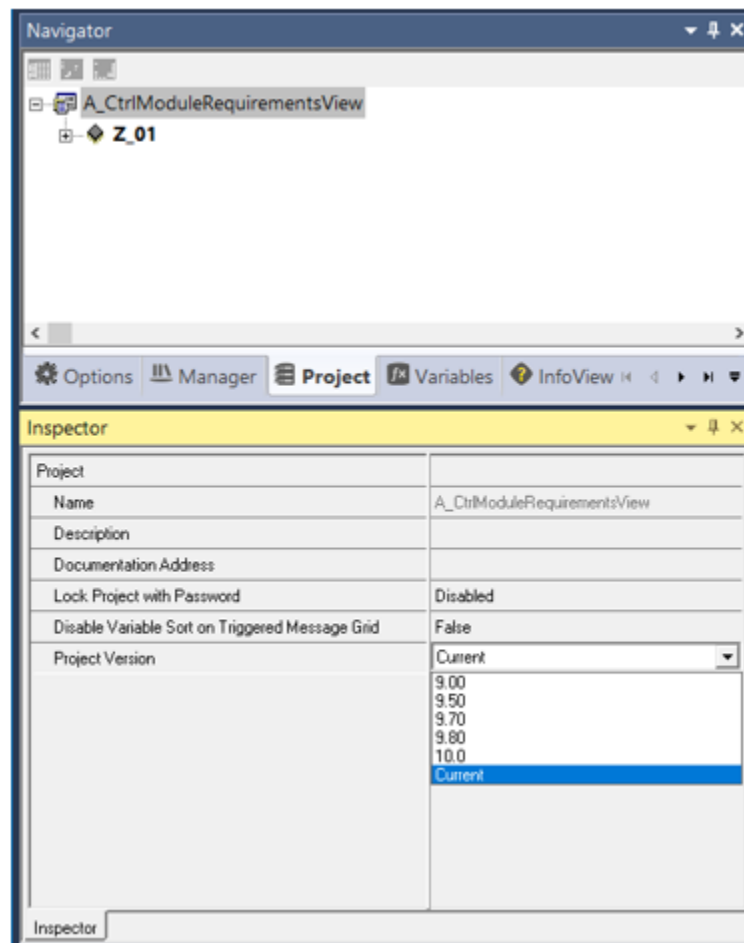 Navigator
A_CtrlModuleRequirementsView
Z_01
Options Manager Project Variables InfoView
Inspector
Project
Name A_CtrlModuleRequirementsView
Description
Documentation Address
Lock Project with Password Disabled
Disable Variable Sort on Triggered Message Grid False
Project Version Current
9.00
9.50
9.70
9.80
10.0
Current
Inspector